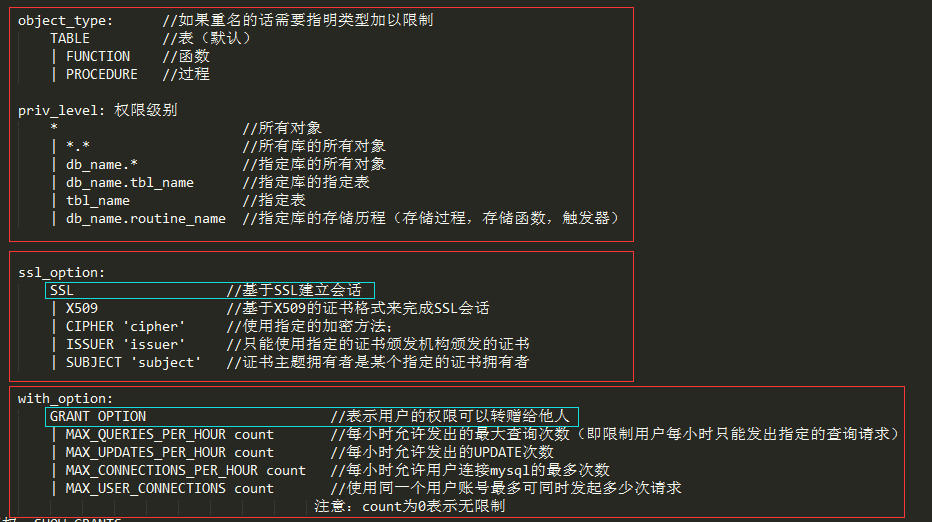 object_type:      //如果重名的话需要指明类型加以限制
    TABLE         //表（默认）
    | FUNCTION    //函数
    | PROCEDURE   //过程
priv_level: 权限级别
    *                       //所有对象
    | *.*                   //所有库的所有对象
    | db_name.*             //指定库的所有对象
    | db_name.tbl_name      //指定库的指定表
    | tbl_name              //指定表
    | db_name.routine_name  //指定库的存储历程（存储过程，存储函数，触发器）
ssl_option:
    SSL                   //基于SSL建立会话
    | X509                //基于X509的证书格式来完成SSL会话
    | CIPHER 'cipher'     //使用指定的加密方法；
    | ISSUER 'issuer'     //只能使用指定的证书颁发机构颁发的证书
    | SUBJECT 'subject'   //证书主题拥有者是某个指定的证书拥有者
with_option:
    GRANT OPTION                       //表示用户的权限可以转赠给他人
    | MAX_QUERIES_PER_HOUR count       //每小时允许发出的最大查询次数（即限制用户每小时只能发出指定的查询请求）
    | MAX_UPDATES_PER_HOUR count       //每小时允许发出的UPDATE次数
    | MAX_CONNECTIONS_PER_HOUR count   //每小时允许用户连接mysql的最多次数
    | MAX_USER_CONNECTIONS count       //使用同一个用户账号最多可同时发起多少次请求
注意：count为0表示无限制
SHOW GRANTS